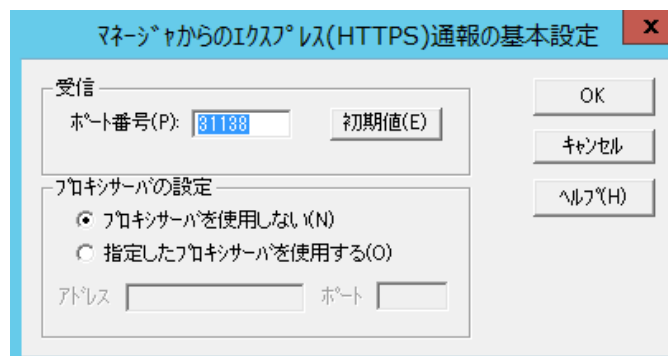 ﾏﾈｰｼﾞｬからのｴｸｽﾌﾟﾚｽ(HTTPS)通報の基本設定
x
受信
ﾎﾟｰﾄ番号(P): 31138 初期値(E)
OK
ｷｬﾝｾﾙ
ﾍﾙﾌﾟ(H)
ﾌﾟﾛｷｼｻｰﾊﾞの設定
ﾌﾟﾛｷｼｻｰﾊﾞを使用しない(N)
指定したﾌﾟﾛｷｼｻｰﾊﾞを使用する(O)
ｱﾄﾞﾚｽ ﾎﾟｰﾄ